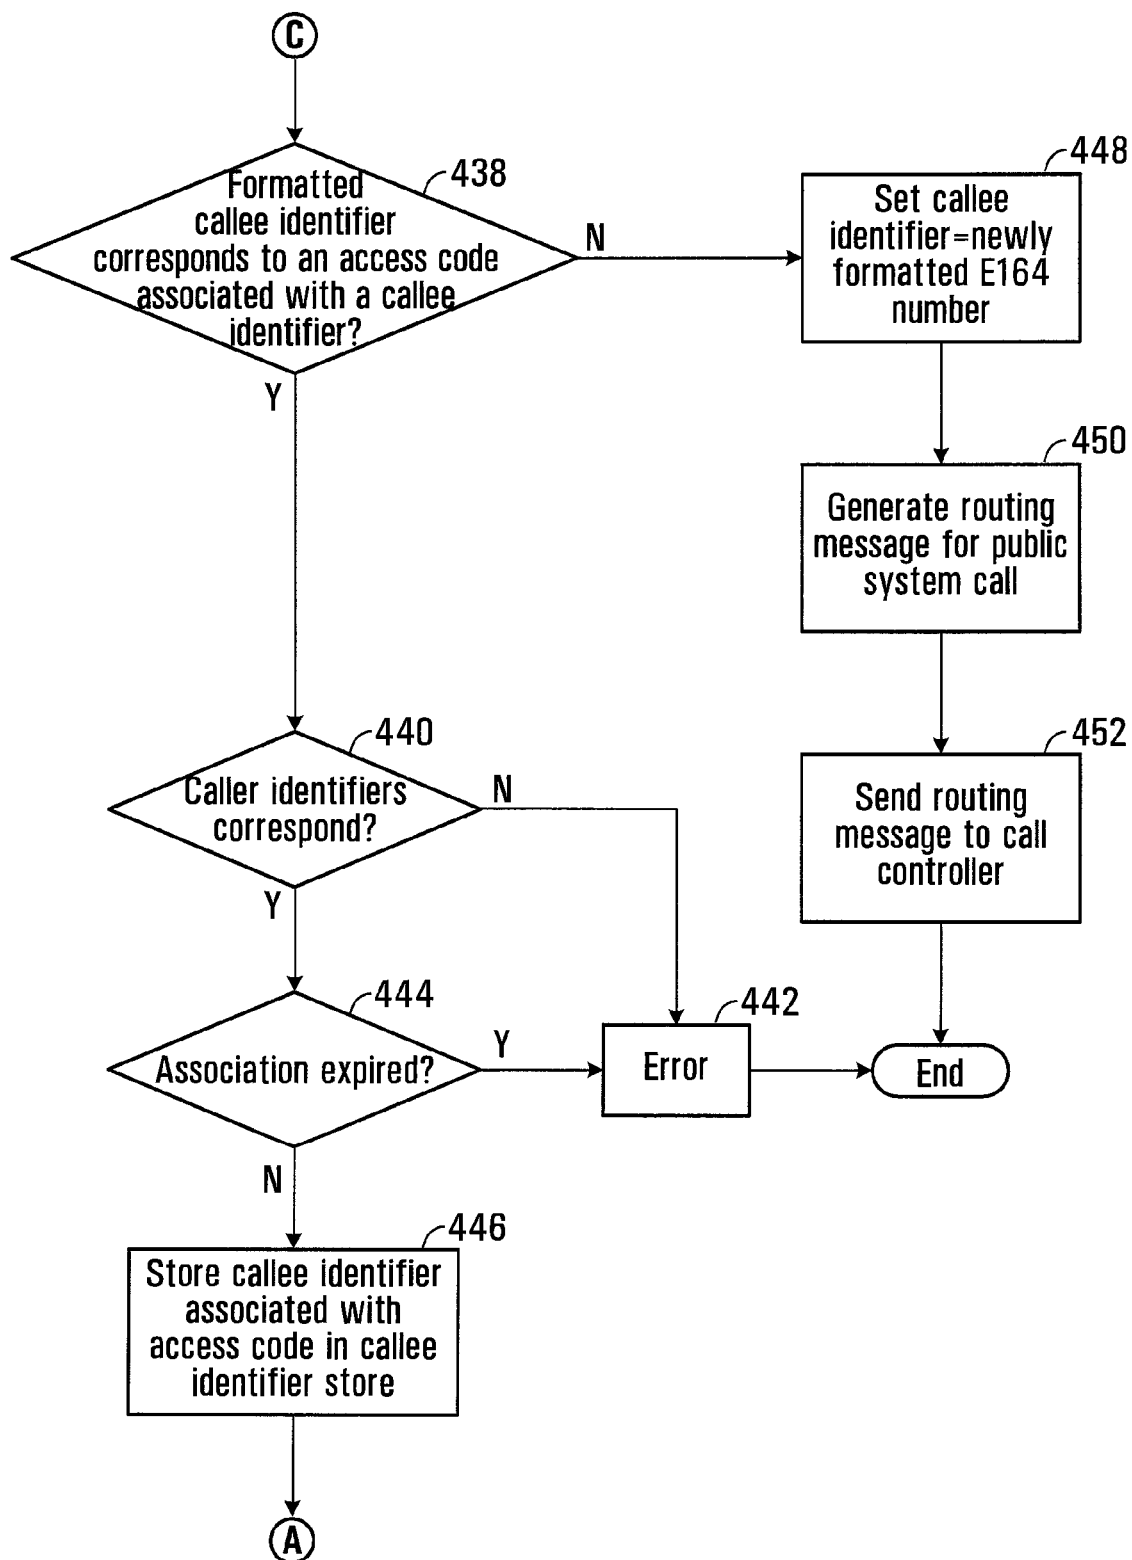 C
438
Formatted
callee identifier
corresponds to an access code
associated with a callee
identifier?
N
Y
448
Set callee
identifier=newly
formatted E164
number
450
Generate routing
message for public
system call
452
Send routing
message to call
controller
440
Caller identifiers
correspond?
N
Y
444
Association expired?
Y
N
442
Error
End
446
Store callee identifier
associated with
access code in callee
identifier store
A